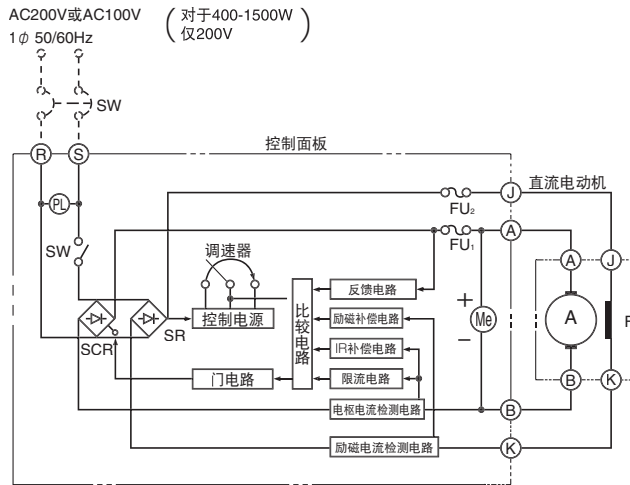 AC200V或AC100V
1φ 50/60Hz
(对于400-1500W
仅200V)
SW
R
S
控制面板
PL
SW
FU₂
J
直流电动机
FU₁
A
调速器
反馈电路
A
J
控制电源
比较电路
励磁补偿电路
+
Me
−
A
F
SCR
SR
IR补偿电路
门电路
限流电路
B
K
电枢电流检测电路
B
励磁电流检测电路
K